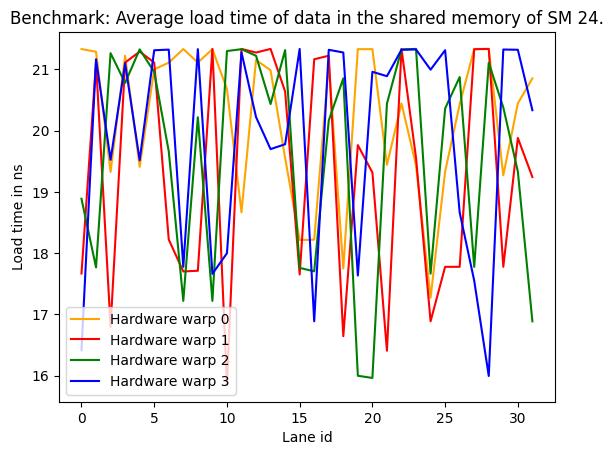 Benchmark: Average load time of data in the shared memory of SM 24.
Load time in ns
21
20
19
18
17
16
Hardware warp 0
Hardware warp 1
Hardware warp 2
Hardware warp 3
0
5
10
15
20
25
30
Lane id